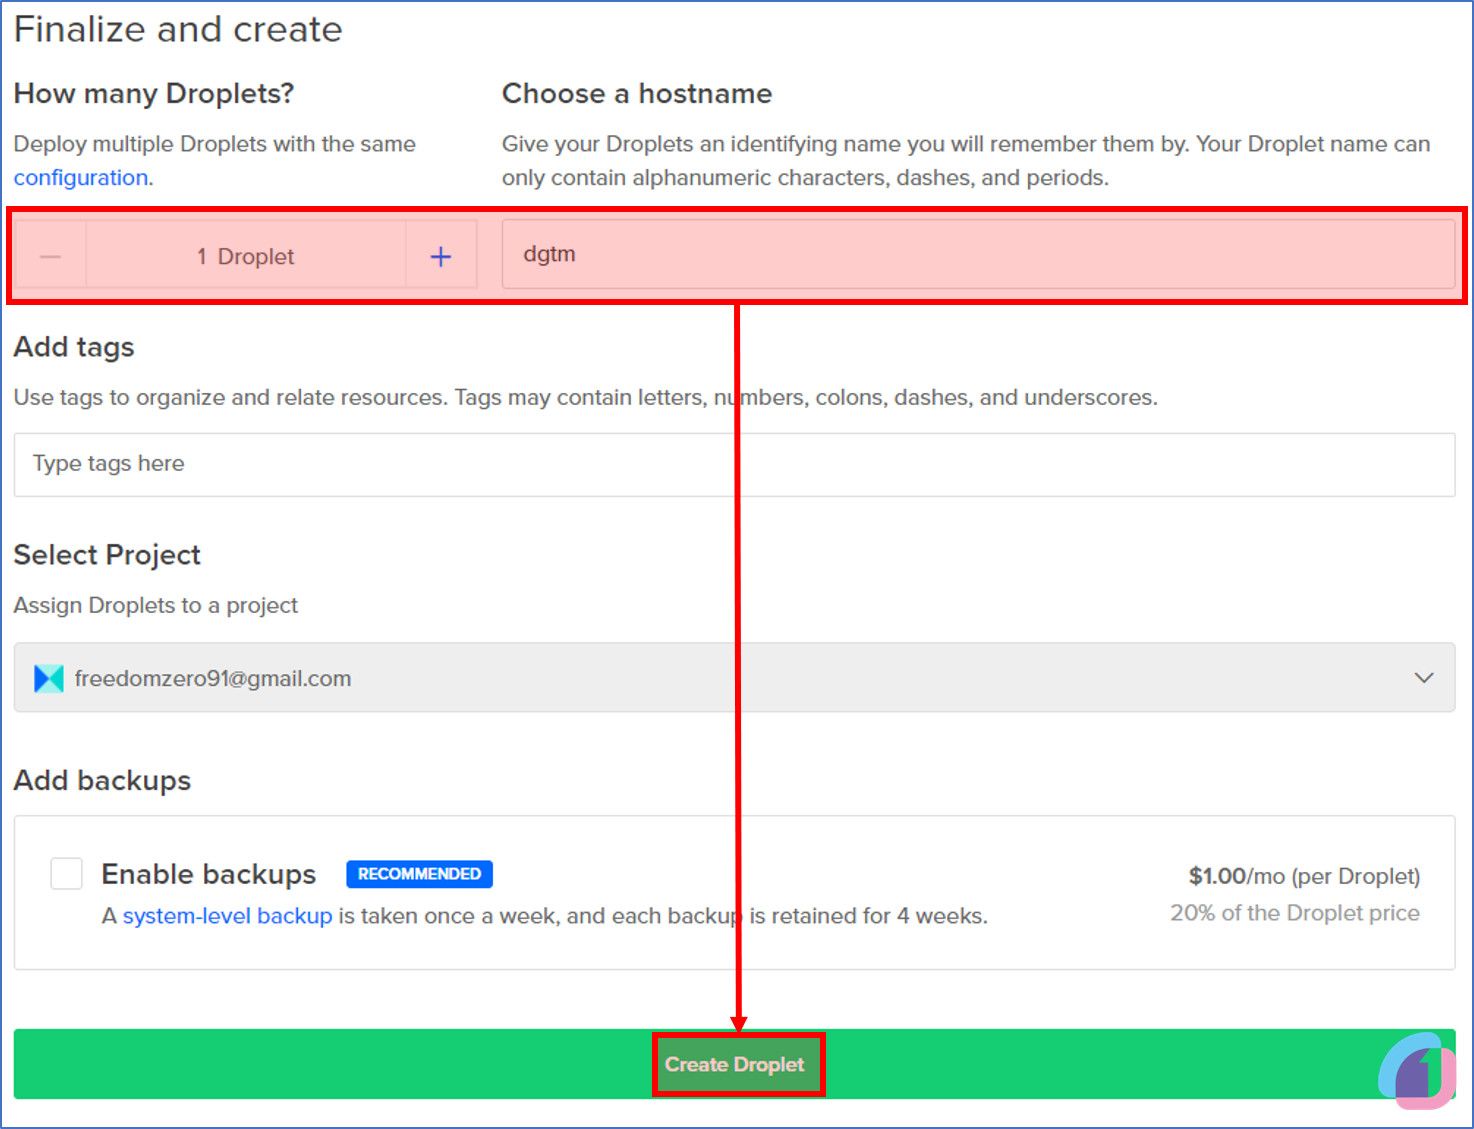 Finalize and create
How many Droplets?
Deploy multiple Droplets with the same
configuration.
Choose a hostname
Give your Droplets an identifying name you will remember them by. Your Droplet name can
only contain alphanumeric characters, dashes, and periods.
1 Droplet
dgtm
Add tags
Use tags to organize and relate resources. Tags may contain letters, numbers, colons, dashes, and underscores.
Type tags here
Select Project
Assign Droplets to a project
freedomzero91@gmail.com
Add backups
Enable backups RECOMMENDED
$1.00/mo (per Droplet)
A system-level backup is taken once a week, and each backup is retained for 4 weeks.
20% of the Droplet price
Create Droplet